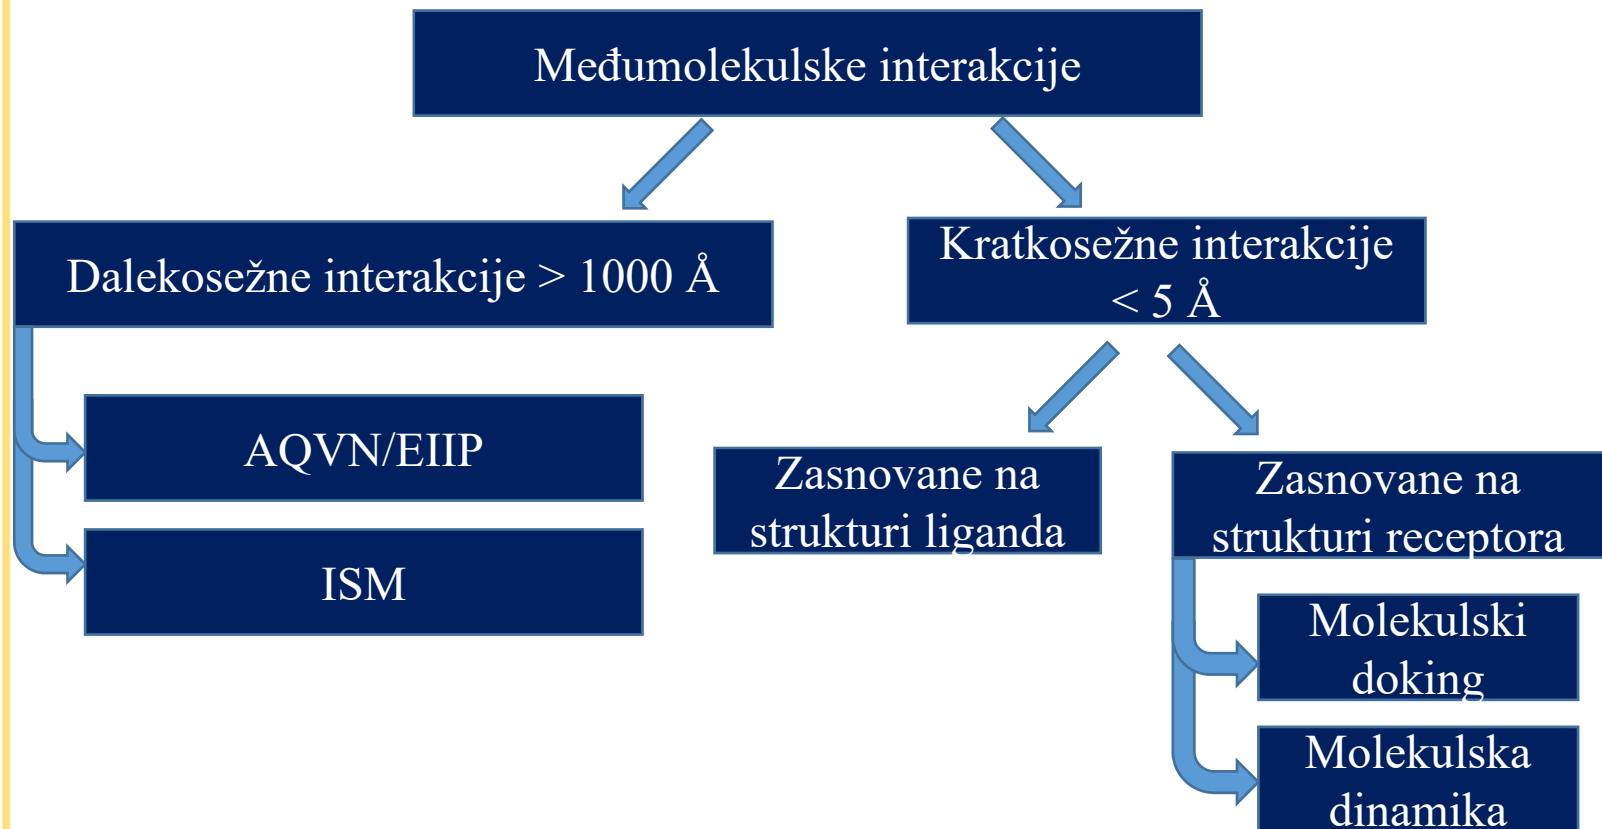 Međumolekulske interakcije
Dalekosežne interakcije > 1000 Å
Kratkosežne interakcije
< 5 Å
AQVN/EIIP
ISM
Zasnovane na
strukturi liganda
Zasnovane na
strukturi receptora
Molekulski
doking
Molekulska
dinamika